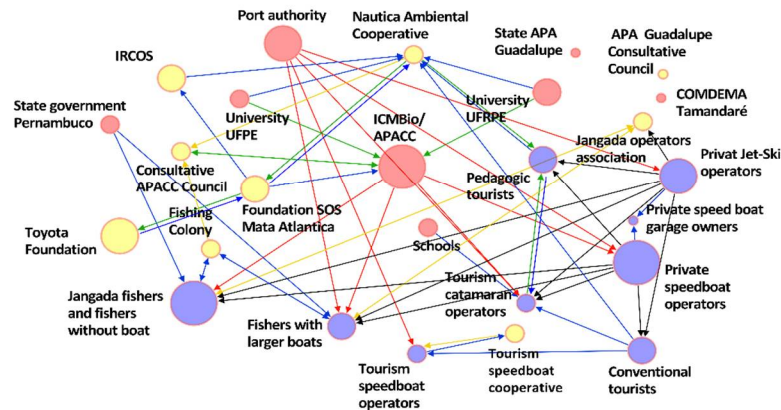 Port authority
Nautica Ambiental
Cooperative
State APA
Guadalupe
APA Guadalupe
Consultative
Council
IRCOS
COMDEMA
Tamandaré
State government
Pernambuco
University
UFPE
ICMBio/
APACC
University
UFRPE
Jangada operators
association
Privat Jet-Ski
operators
Consultative
APACC Council
Pedagogic
tourists
Toyota
Foundation
Fishing
Colony
Foundation SOS
Mata Atlantica
Schools
Private speed boat
garage owners
Jangada fishers
and fishers
without boat
Fishers with
larger boats
Tourism
catamaran
operators
Private
speedboat
operators
Tourism
speedboat
operators
Tourism
speedboat
cooperative
Conventional
tourists